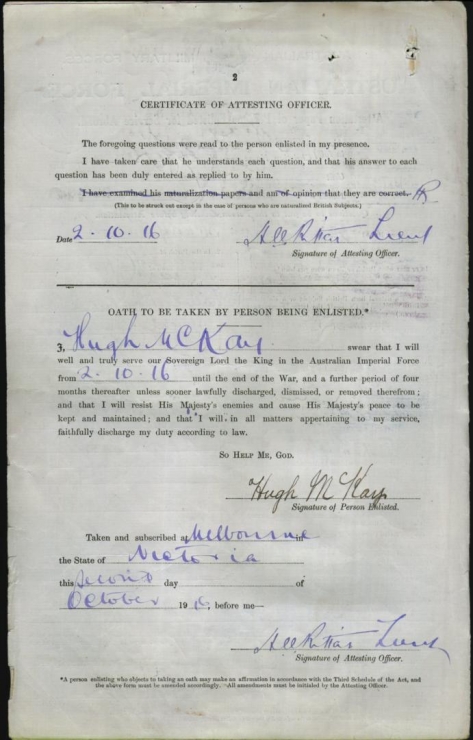 2
CERTIFICATE OF ATTESTING OFFICER.
The foregoing questions were read to the person enlisted in my presence.
I have taken care that he understands each question, and that his answer to each
question has been duly entered as replied to by him.
I have examined his naturalization papers and am of opinion that they are correct.
(This to be struck out except in the case of persons who are naturalized British Subjects.)
Date 2.10.16 Lieut
Signature of Attesting Officer.
OATH TO BE TAKEN BY PERSON BEING ENLISTED.*
3, Hugh McKay swear that I will
well and truly serve our Sovereign Lord the King in the Australian Imperial Force
from 2.10.16 until the end of the War, and a further period of four
months thereafter unless sooner lawfully discharged, dismissed, or removed therefrom;
and that I will resist His Majesty's enemies and cause His Majesty's peace to be
kept and maintained; and that I will in all matters appertaining to my service,
faithfully discharge my duty according to law.
SO HELP ME, GOD.
Hugh McKay
Signature of Person Enlisted.
Taken and subscribed at Melbourne in
the State of Victoria
this Second day of
October 191 , before me—
Lieut
Signature of Attesting Officer.
*A person enlisting who objects to taking an oath may make an affirmation in accordance with the Third Schedule of the Act, and
the above form must be amended accordingly. All amendments must be initialed by the Attesting Officer.